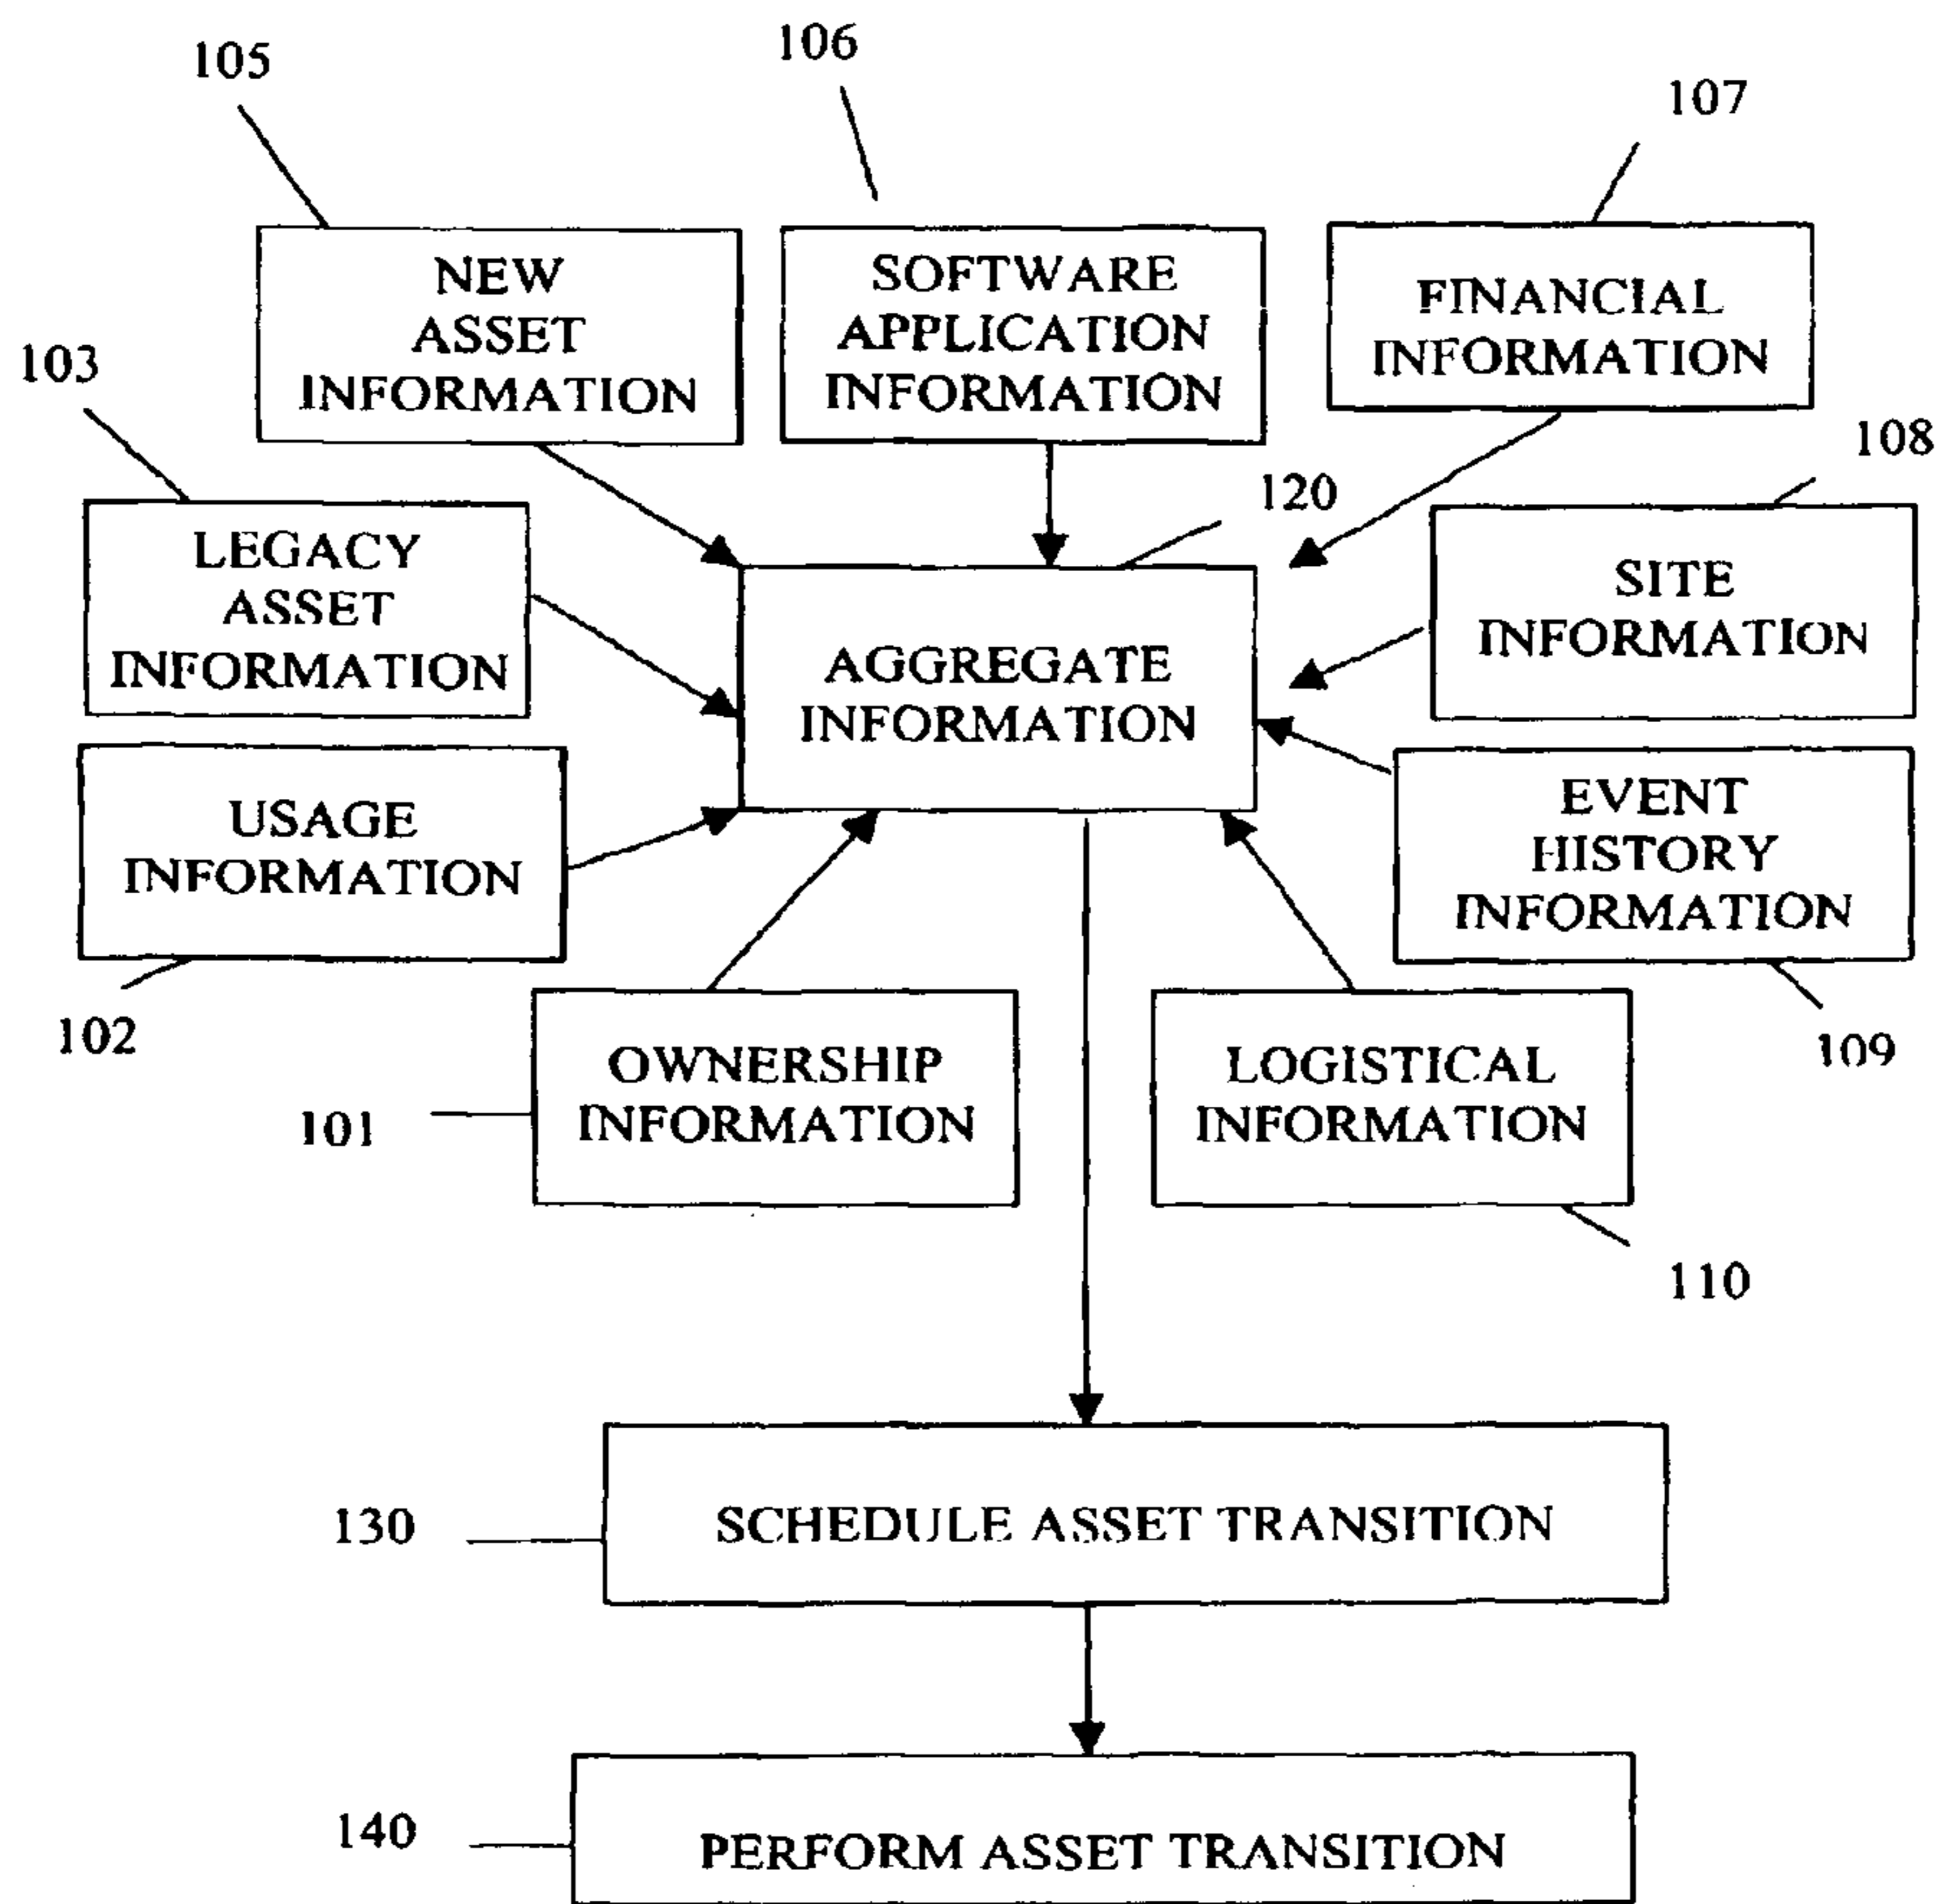 105
106
107
NEW
ASSET
INFORMATION
SOFTWARE
APPLICATION
INFORMATION
FINANCIAL
INFORMATION
103
108
120
LEGACY
ASSET
INFORMATION
SITE
INFORMATION
AGGREGATE
INFORMATION
USAGE
INFORMATION
EVENT
HISTORY
INFORMATION
102
109
OWNERSHIP
INFORMATION
LOGISTICAL
INFORMATION
101
110
130
SCHEDULE ASSET TRANSITION
140
PERFORM ASSET TRANSITION